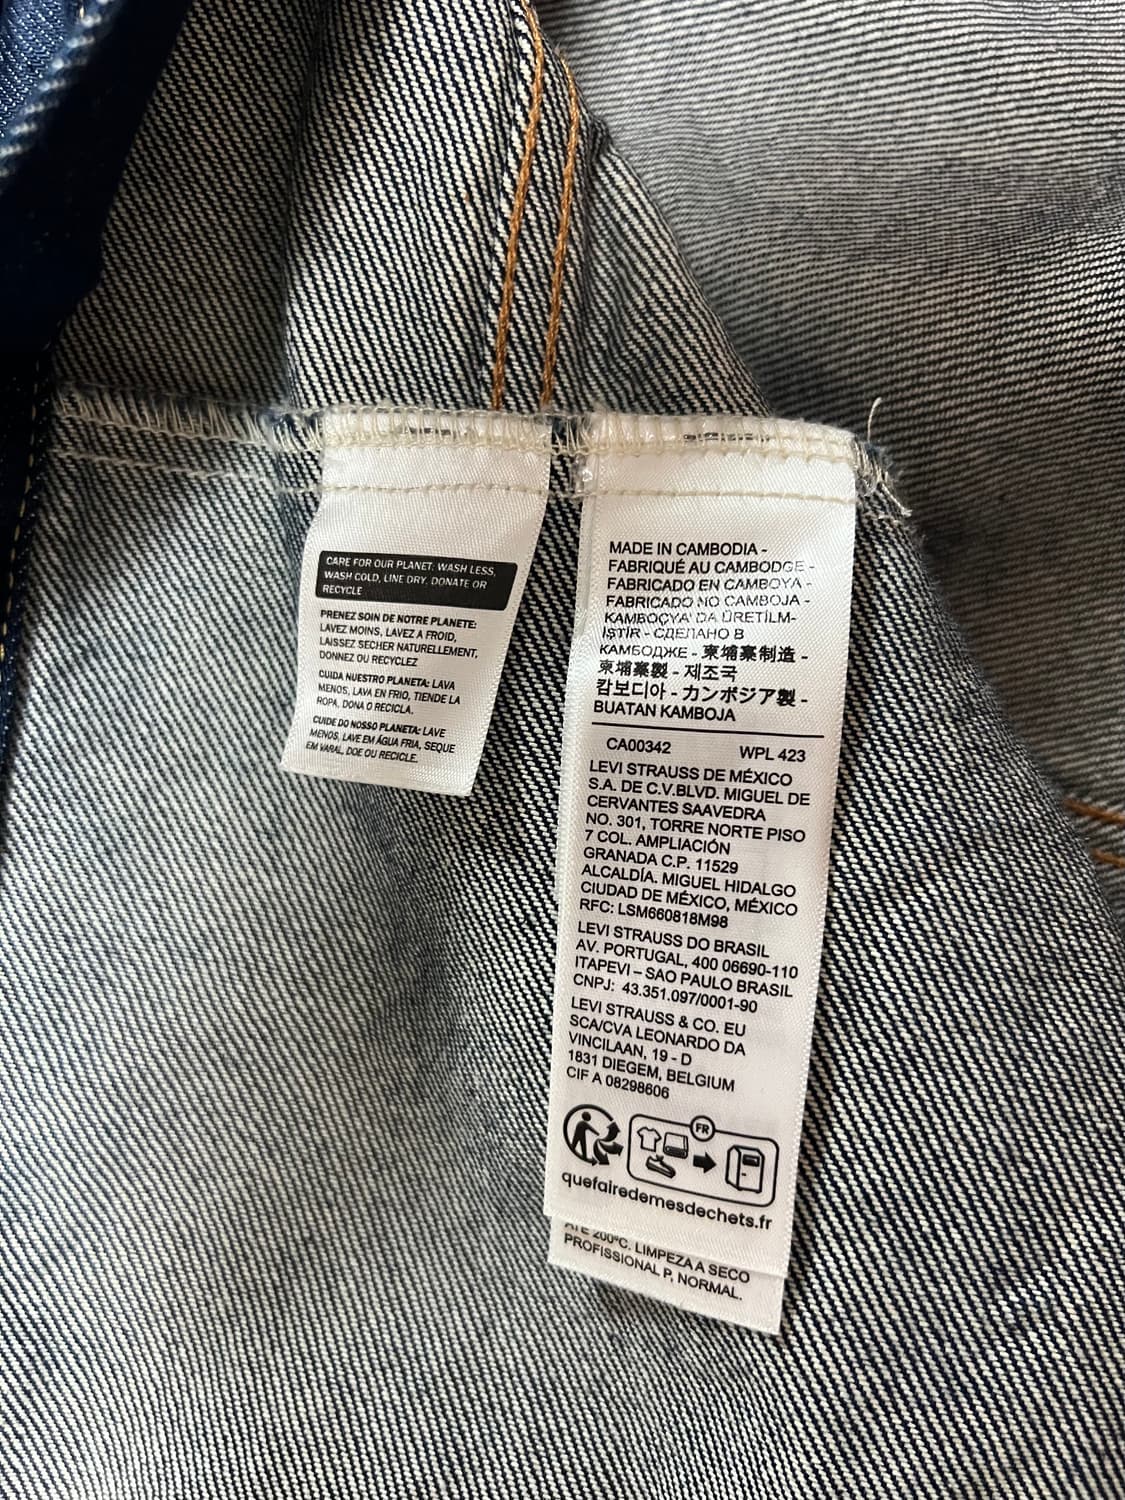 CARE FOR OUR PLANET: WASH LESS,
WASH COLD, LINE DRY. DONATE OR
RECYCLE
PRENEZ SOIN DE NOTRE PLANETE:
LAVEZ MOINS, LAVEZ A FROID,
LAISSEZ SECHER NATURELLEMENT,
DONNEZ OU RECYCLEZ
CUIDA NUESTRO PLANETA: LAVA
MENOS, LAVA EN FRIO, TIENDE LA
ROPA. DONA O RECICLA.
CUIDE DO NOSSO PLANETA: LAVE
MENOS, LAVE EM ÁGUA FRIA, SEQUE
EM VARAL, DOE OU RECICLE.
MADE IN CAMBODIA -
FABRIQUÉ AU CAMBODGE -
FABRICADO EN CAMBOYA -
FABRICADO NO CAMBOJA -
KAMBOÇYA' DA ÜRETİLM-
İŞTİR - СДЕЛАНО В
КАМБОДЖЕ - 柬埔寨制造 -
柬埔寨製 - 제조국
캄보디아 - カンボジア製 -
BUATAN KAMBOJA
CA00342 WPL 423
LEVI STRAUSS DE MÉXICO
S.A. DE C.V.BLVD. MIGUEL DE
CERVANTES SAAVEDRA
NO. 301, TORRE NORTE PISO
7 COL. AMPLIACIÓN
GRANADA C.P. 11529
ALCALDÍA. MIGUEL HIDALGO
CIUDAD DE MÉXICO, MÉXICO
RFC: LSM660818M98
LEVI STRAUSS DO BRASIL
AV. PORTUGAL, 400 06690-110
ITAPEVI – SAO PAULO BRASIL
CNPJ: 43.351.097/0001-90
LEVI STRAUSS & CO. EU
SCA/CVA LEONARDO DA
VINCILAAN, 19 - D
1831 DIEGEM, BELGIUM
CIF A 08298606
FR
quefairedemesdechets.fr
ATÉ 200ºC. LIMPEZA A SECO
PROFISSIONAL P, NORMAL.